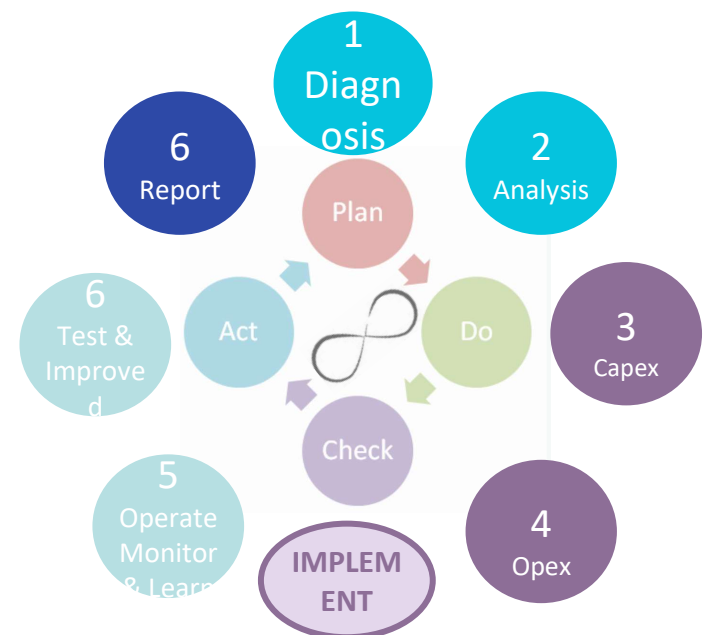 1
Diagn
osis
2
Analysis
3
Capex
4
Opex
IMPLEM
ENT
5
Operate
Monitor
& Learn
6
Test &
Improve
d
6
Report
Plan
Do
Check
Act